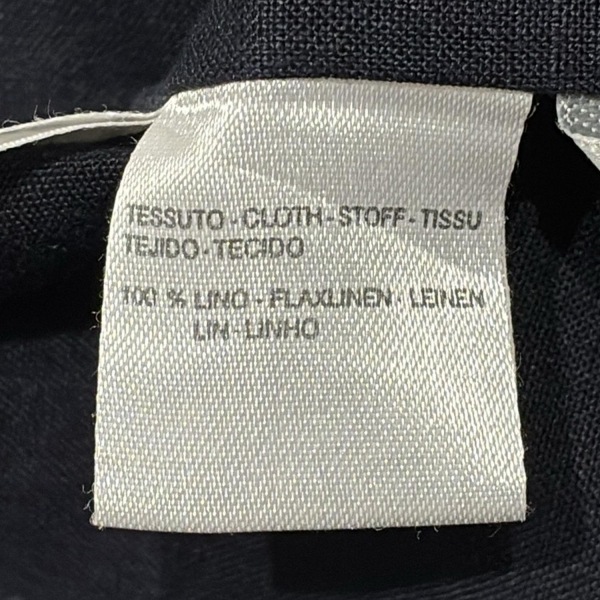 TESSUTO - CLOTH - STOFF - TISSU
TEJIDO - TECIDO
100 % LINO - FLAXLINEN - LEINEN
LIN - LINHO